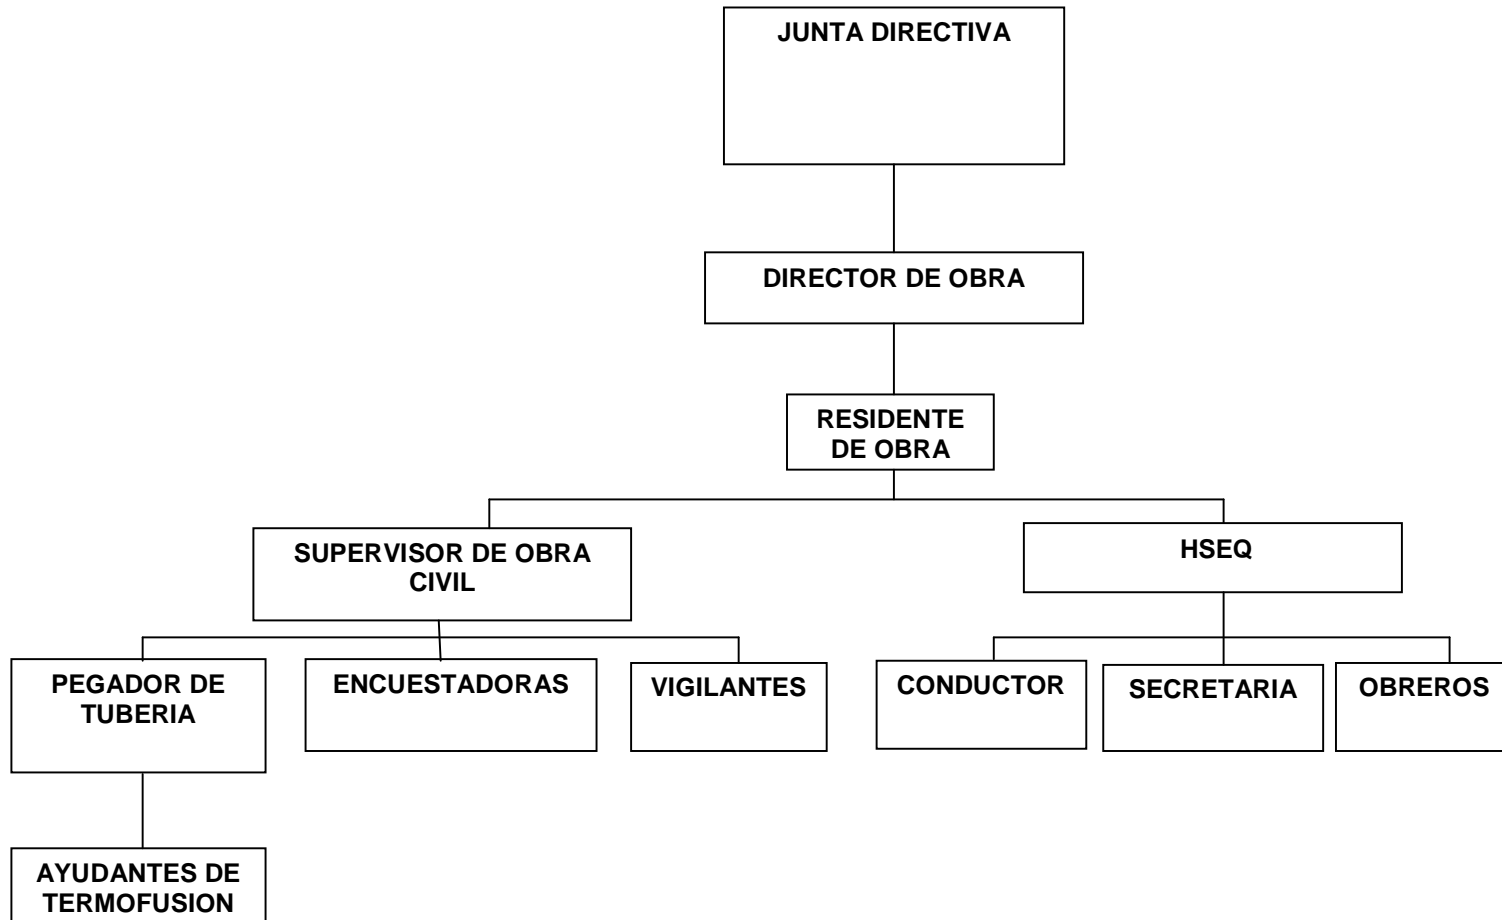 JUNTA DIRECTIVA
DIRECTOR DE OBRA
RESIDENTE
DE OBRA
SUPERVISOR DE OBRA
CIVIL
HSEQ
PEGADOR DE
TUBERIA
ENCUESTADORAS
VIGILANTES
CONDUCTOR
SECRETARIA
OBREROS
AYUDANTES DE
TERMOFUSION